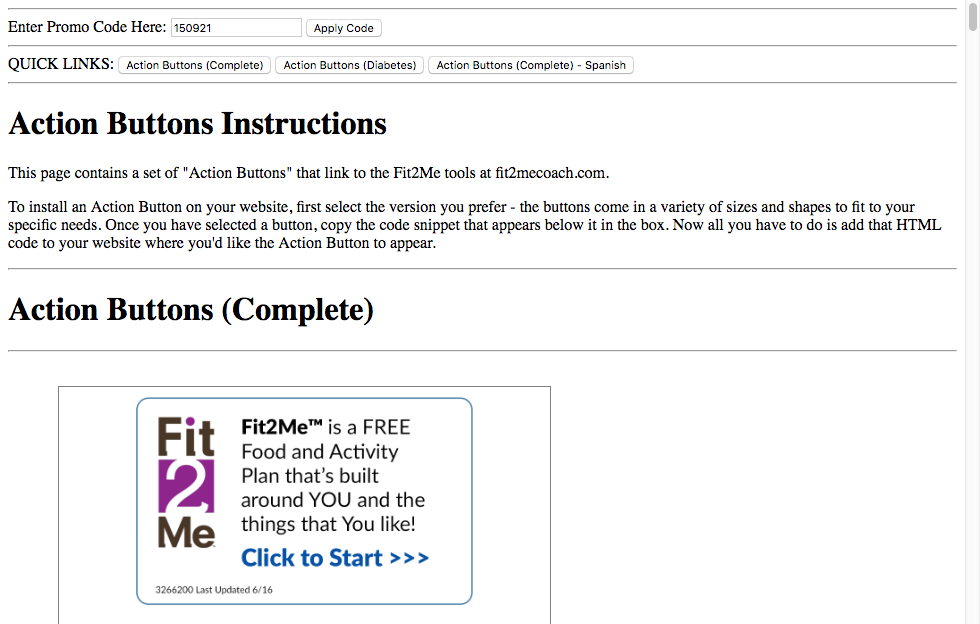 Enter Promo Code Here: 150921 Apply Code
QUICK LINKS: Action Buttons (Complete) Action Buttons (Diabetes) Action Buttons (Complete) - Spanish
Action Buttons Instructions
This page contains a set of "Action Buttons" that link to the Fit2Me tools at fit2mecoach.com.
To install an Action Button on your website, first select the version you prefer - the buttons come in a variety of sizes and shapes to fit to your
specific needs. Once you have selected a button, copy the code snippet that appears below it in the box. Now all you have to do is add that HTML
code to your website where you'd like the Action Button to appear.
Action Buttons (Complete)
Fit
2
Me
Fit2Me™ is a FREE
Food and Activity
Plan that's built
around YOU and the
things that You like!
Click to Start >>>
3266200 Last Updated 6/16